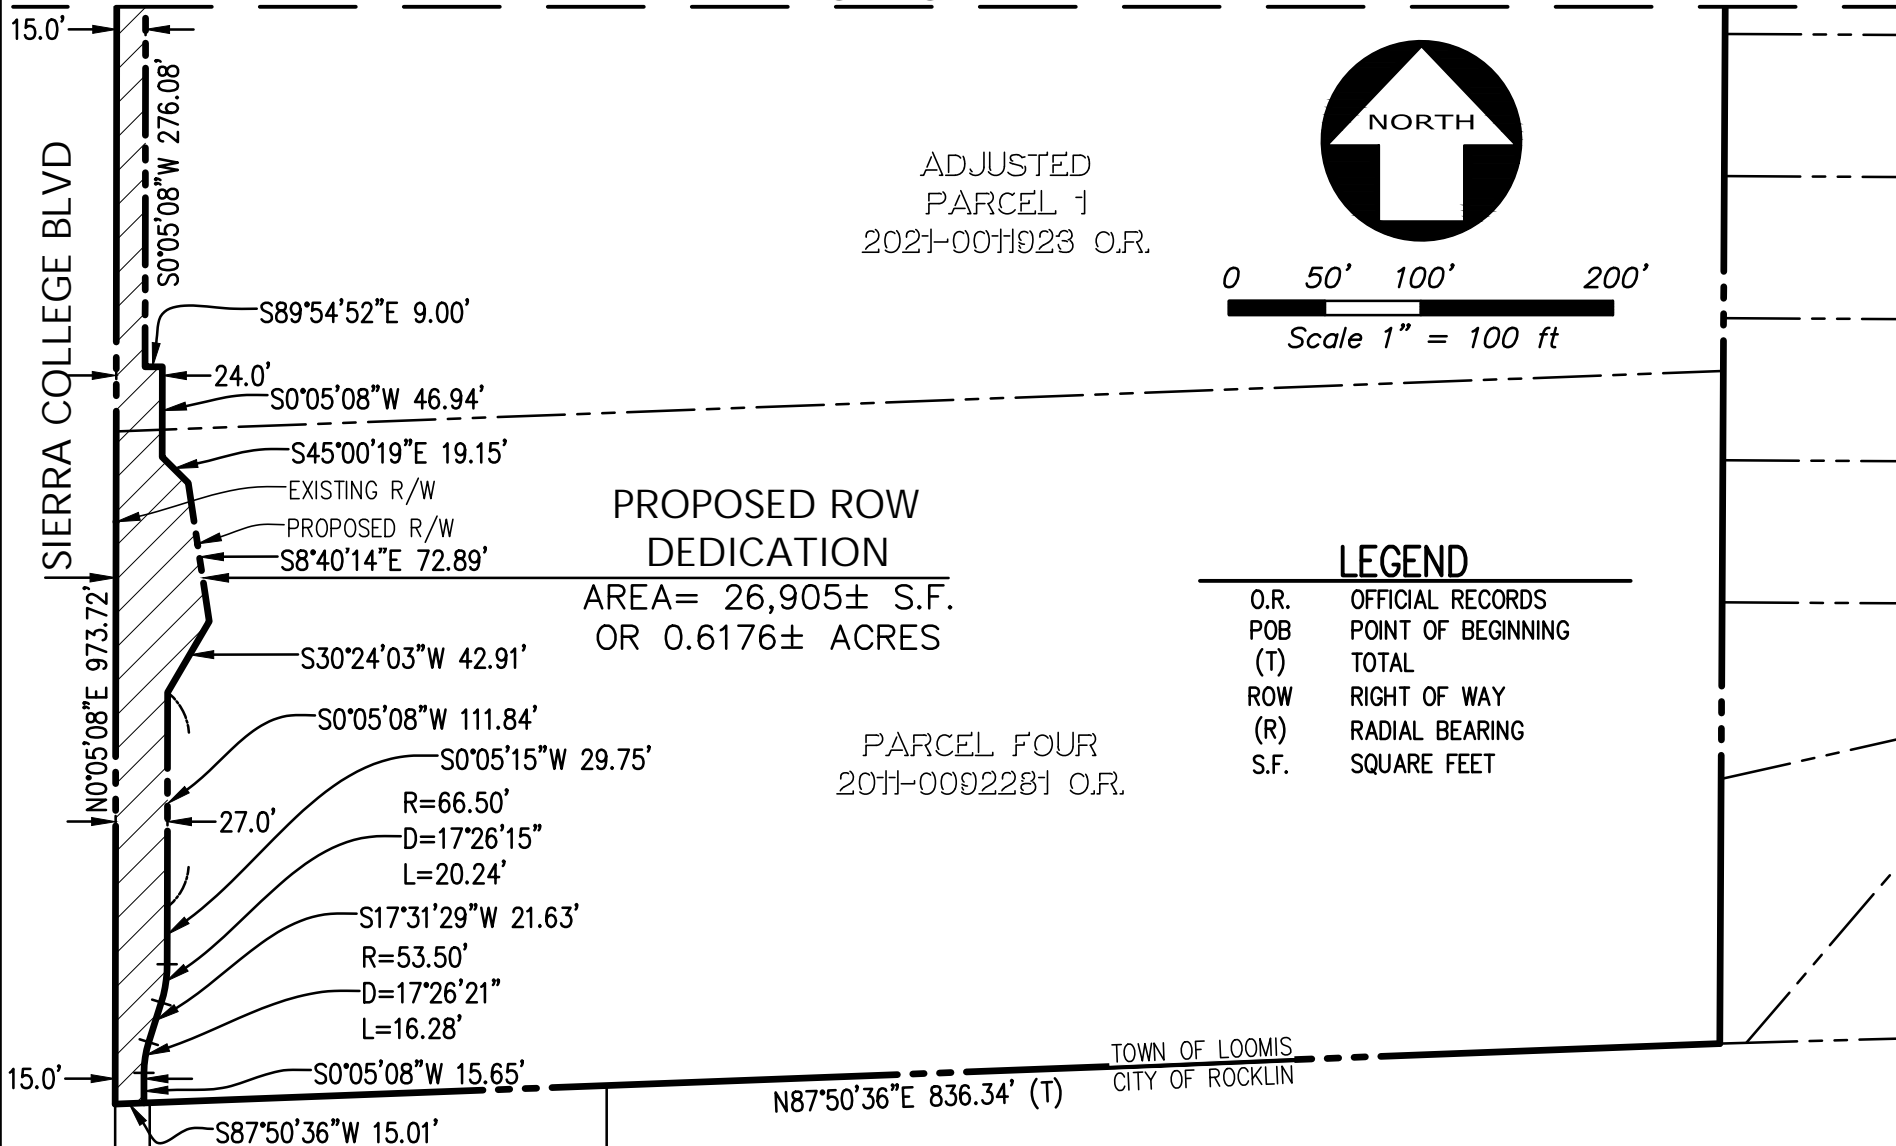 15.0'
S0°05'08"W 276.08'
SIERRA COLLEGE BLVD
ADJUSTED
PARCEL 1
2021-0011923 O.R.
NORTH
0 50' 100' 200'
Scale 1" = 100 ft
S89°54'52"E 9.00'
24.0'
S0°05'08"W 46.94'
S45°00'19"E 19.15'
EXISTING R/W
PROPOSED R/W
S8°40'14"E 72.89'
PROPOSED ROW
DEDICATION
AREA= 26,905± S.F.
OR 0.6176± ACRES
N0°05'08"E 973.72'
S30°24'03"W 42.91'
S0°05'08"W 111.84'
S0°05'15"W 29.75'
R=66.50'
D=17°26'15"
L=20.24'
27.0'
S17°31'29"W 21.63'
R=53.50'
D=17°26'21"
L=16.28'
15.0'
S0°05'08"W 15.65'
S87°50'36"W 15.01'
PARCEL FOUR
2011-0092281 O.R.
LEGEND
O.R. OFFICIAL RECORDS
POB POINT OF BEGINNING
(T) TOTAL
ROW RIGHT OF WAY
(R) RADIAL BEARING
S.F. SQUARE FEET
TOWN OF LOOMIS
CITY OF ROCKLIN
N87°50'36"E 836.34' (T)